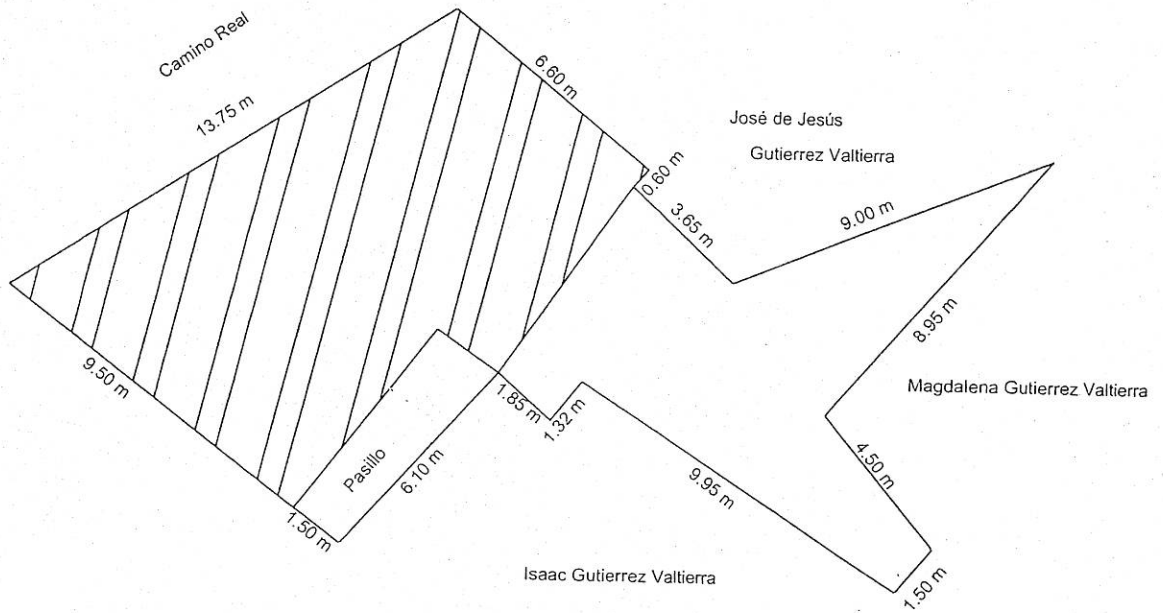 Camino Real
13.75 m
6.60 m
José de Jesús
Gutierrez Valtierra
0.60 m
3.65 m
9.00 m
8.95 m
Magdalena Gutierrez Valtierra
9.50 m
1.85 m
1.32 m
Pasillo
6.10 m
4.50 m
9.95 m
1.50 m
Isaac Gutierrez Valtierra
1.50 m